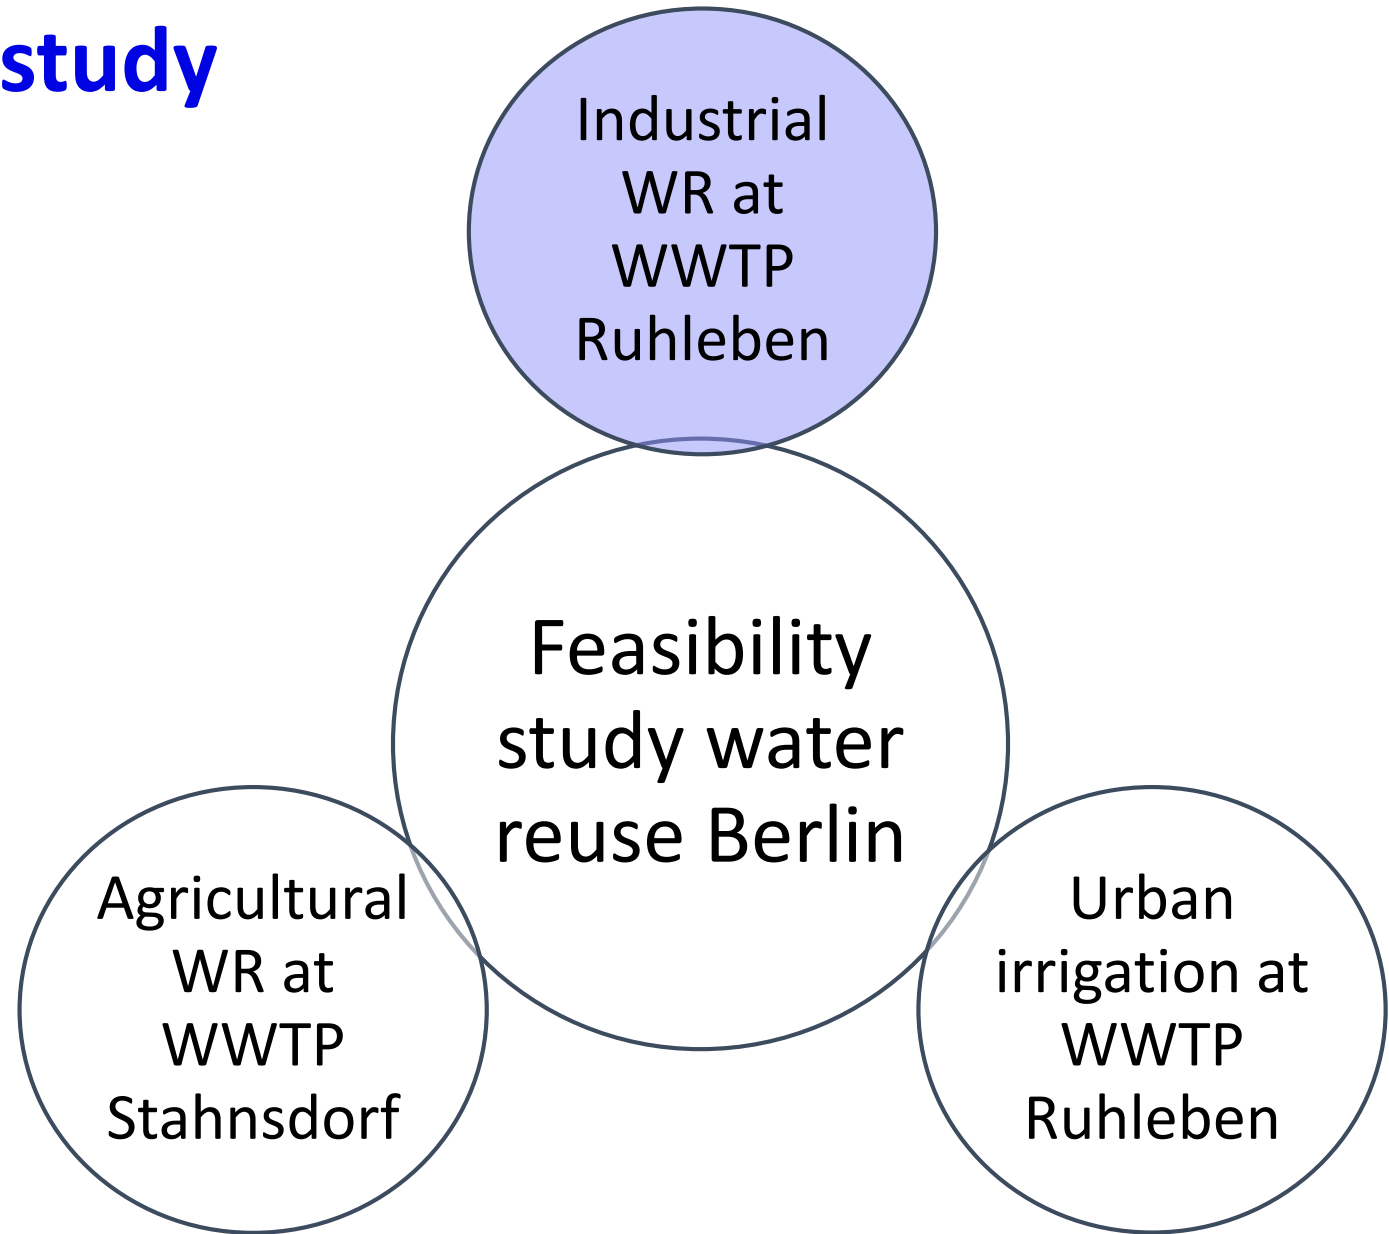 study
Industrial
WR at
WWTP
Ruhleben
Feasibility
study water
reuse Berlin
Agricultural
WR at
WWTP
Stahnsdorf
Urban
irrigation at
WWTP
Ruhleben